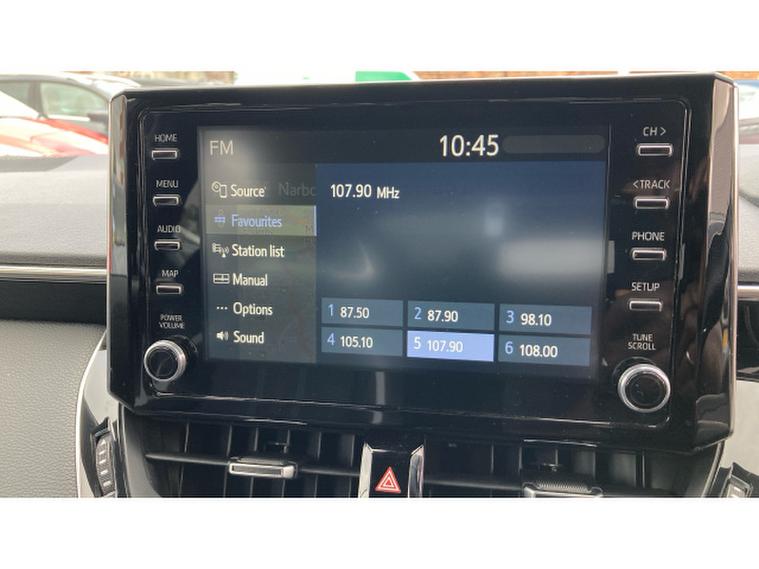 HOME
MENU
AUDIO
MAP
POWER
VOLUME
FM
10:45
Source
Narbo
Favourites
Station list
Manual
Options
Sound
107.90 MHz
1 87.50
2 87.90
3 98.10
4 105.10
5 107.90
6 108.00
CH >
< TRACK
PHONE
SETUP
TUNE
SCROLL